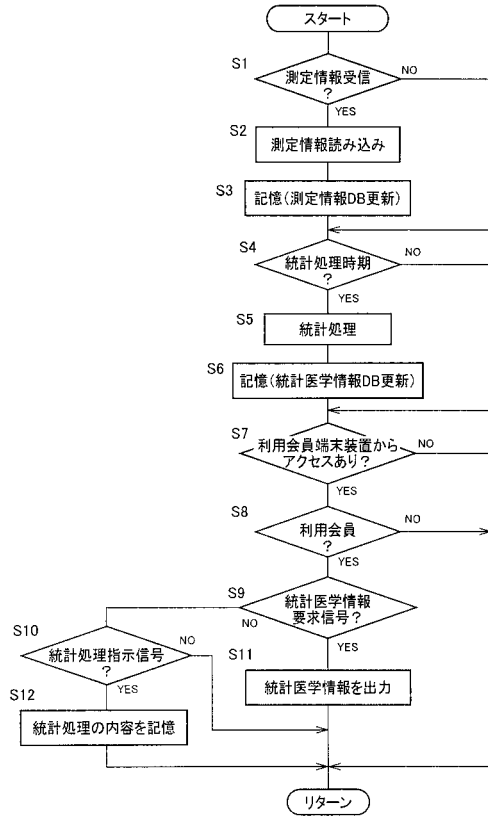 スタート
S1
測定情報受信
?
NO
YES
S2
測定情報読み込み
S3
記憶(測定情報DB更新)
S4
統計処理時期
?
NO
YES
S5
統計処理
S6
記憶(統計医学情報DB更新)
S7
利用会員端末装置から
アクセスあり?
NO
YES
S8
利用会員
?
NO
YES
S9
統計医学情報
要求信号?
NO
YES
S10
統計処理指示信号
?
NO
YES
S11
統計医学情報を出力
S12
統計処理の内容を記憶
リターン